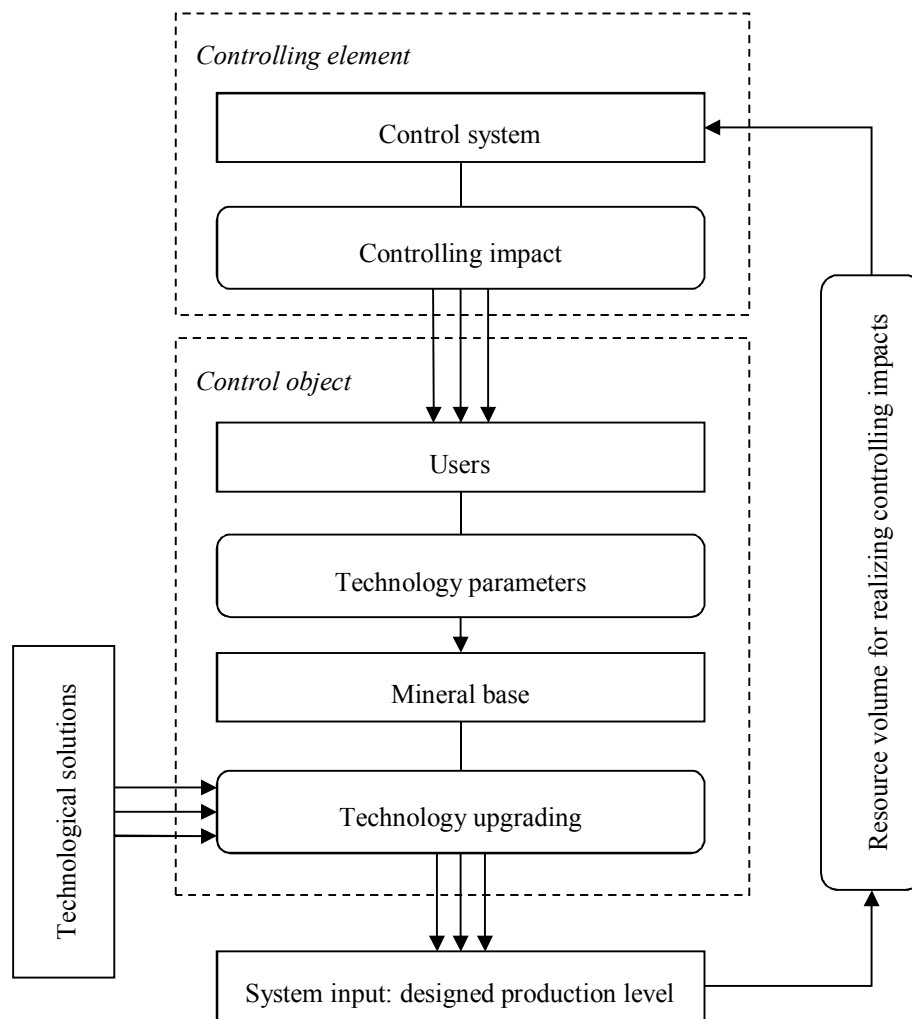 Controlling element
Control system
Controlling impact
Control object
Users
Technology parameters
Mineral base
Technology upgrading
System input: designed production level
Technological solutions
Resource volume for realizing controlling impacts